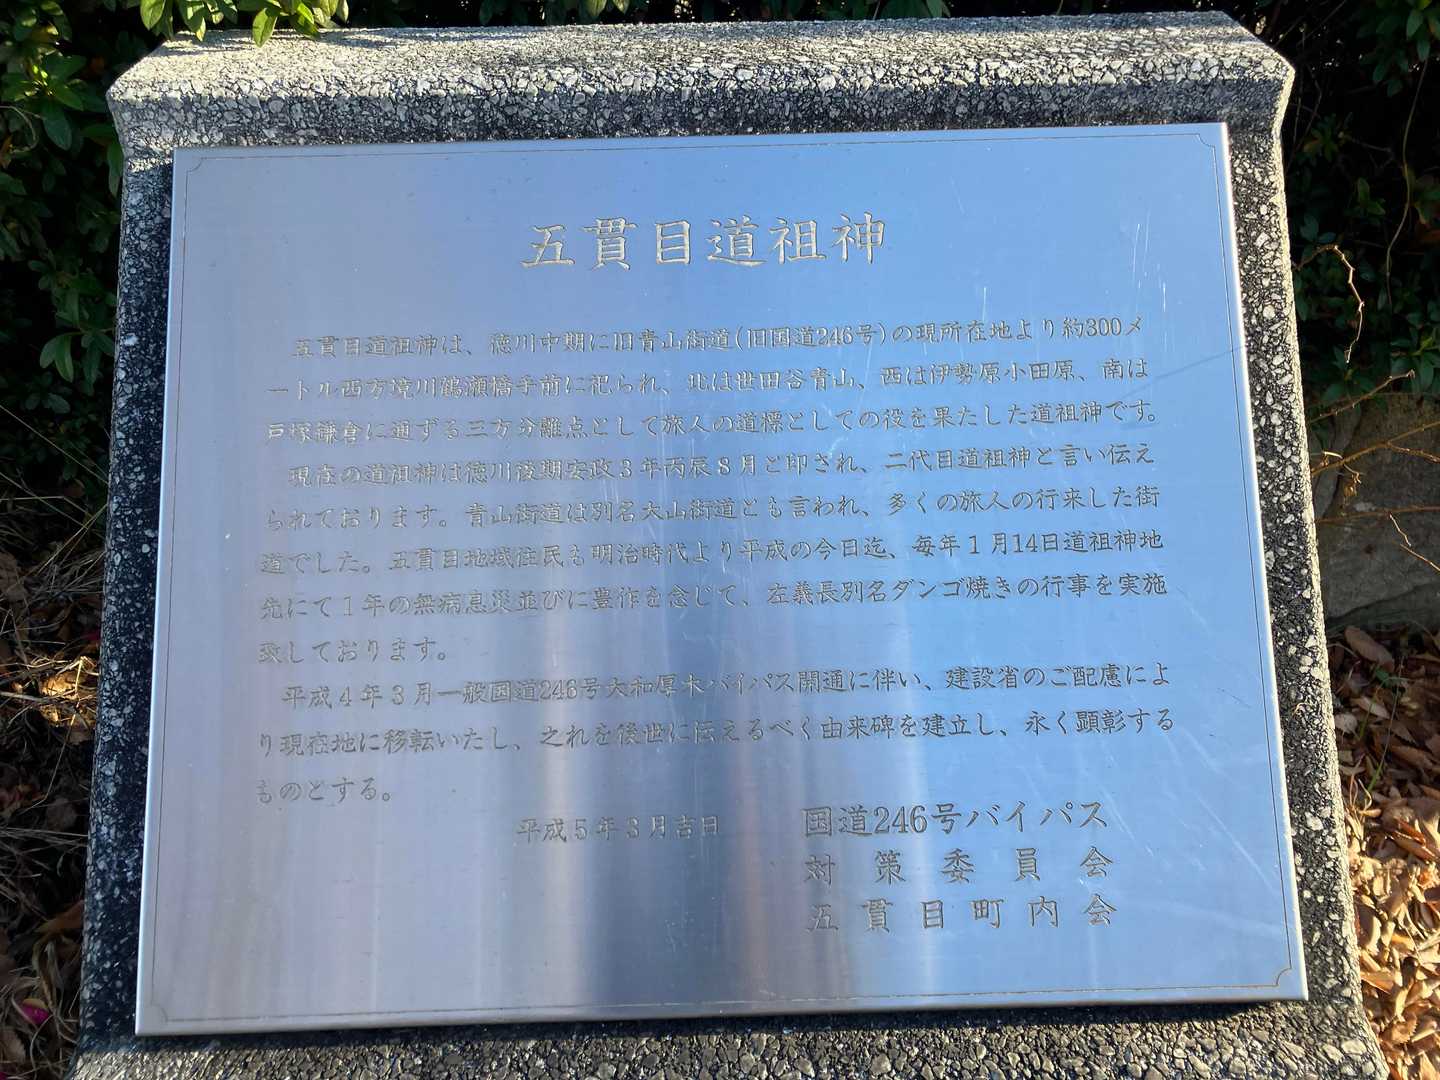 五貫目道祖神
五貫目道祖神は、徳川中期に旧青山街道(旧国道246号)の現所在地より約300メ
ートル西方境川鶴瀬橋手前に祀られ、北は世田谷青山、西は伊勢原小田原、南は
戸塚鎌倉に通ずる三方分離点として旅人の道標としての役を果たした道祖神です。
現在の道祖神は徳川後期安政3年丙辰8月と印され、二代目道祖神と言い伝え
られております。青山街道は別名大山街道とも言われ、多くの旅人の行来した街
道でした。五貫目地域住民も明治時代より平成の今日迄、毎年1月14日道祖神地
先にて1年の無病息災並びに豊作を念じて、左義長別名ダンゴ焼きの行事を実施
致しております。
平成4年3月一般国道246号大和厚木バイパス開通に伴い、建設省のご配慮によ
り現在地に移転いたし、之れを後世に伝えるべく由来碑を建立し、永く顕彰する
ものとする。
平成5年3月吉日
国道246号バイパス
対策委員会
五貫目町内会